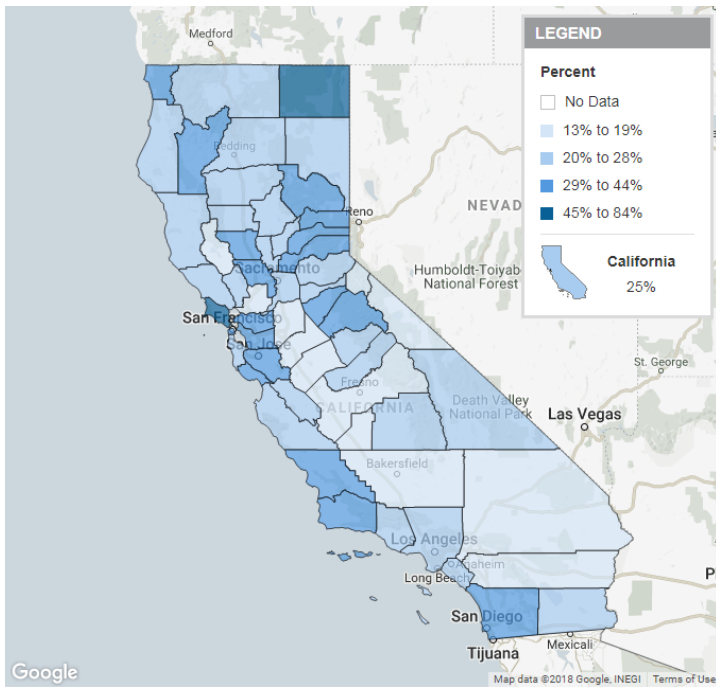 Medford
LEGEND
Percent
No Data
13% to 19%
20% to 28%
29% to 44%
45% to 84%
California
25%
Redding
Reno
NEVAD
Sacramento
Humboldt-Toiyab
National Forest
San Francisco
San Jose
St. George
Fresno
Death Valley
National Park
CALIFORNIA
Las Vegas
Bakersfield
Los Angeles
Anaheim
Long Beach
P
San Diego
Mexicali
Tijuana
Google
Map data ©2018 Google, INEGI
Terms of Use